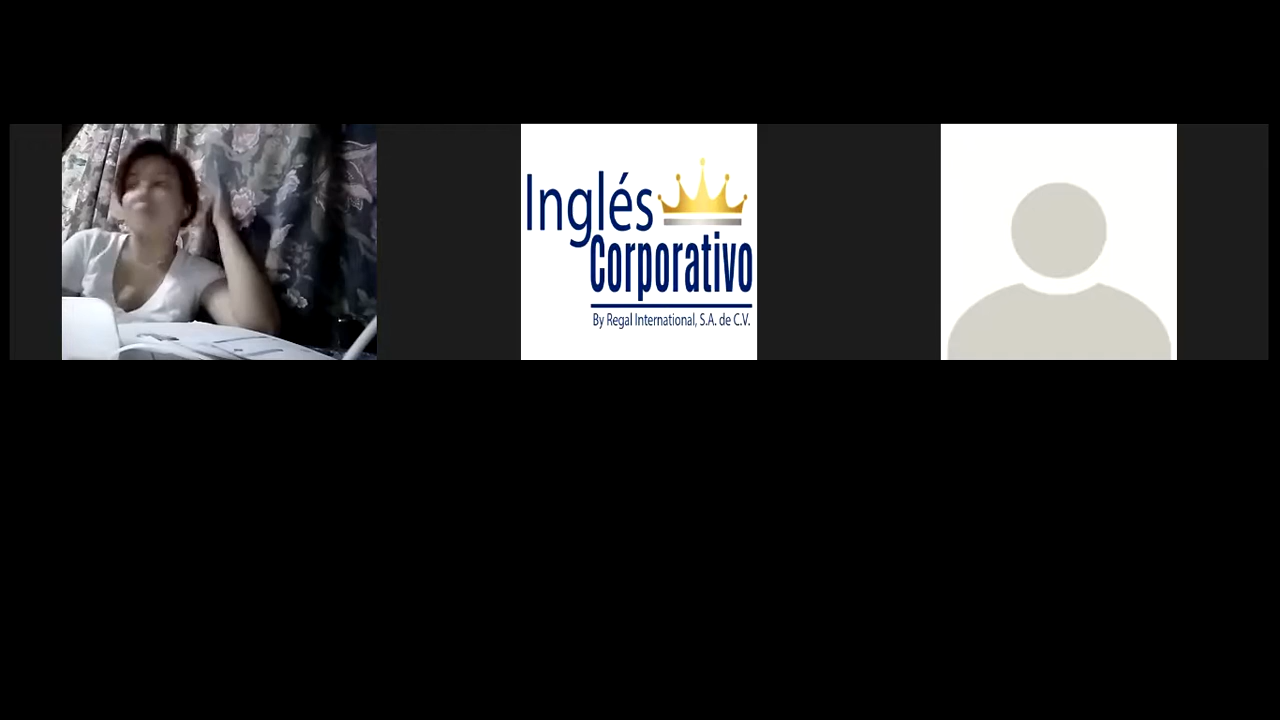 Inglés
Corporativo
By Regal International, S.A. de C.V.